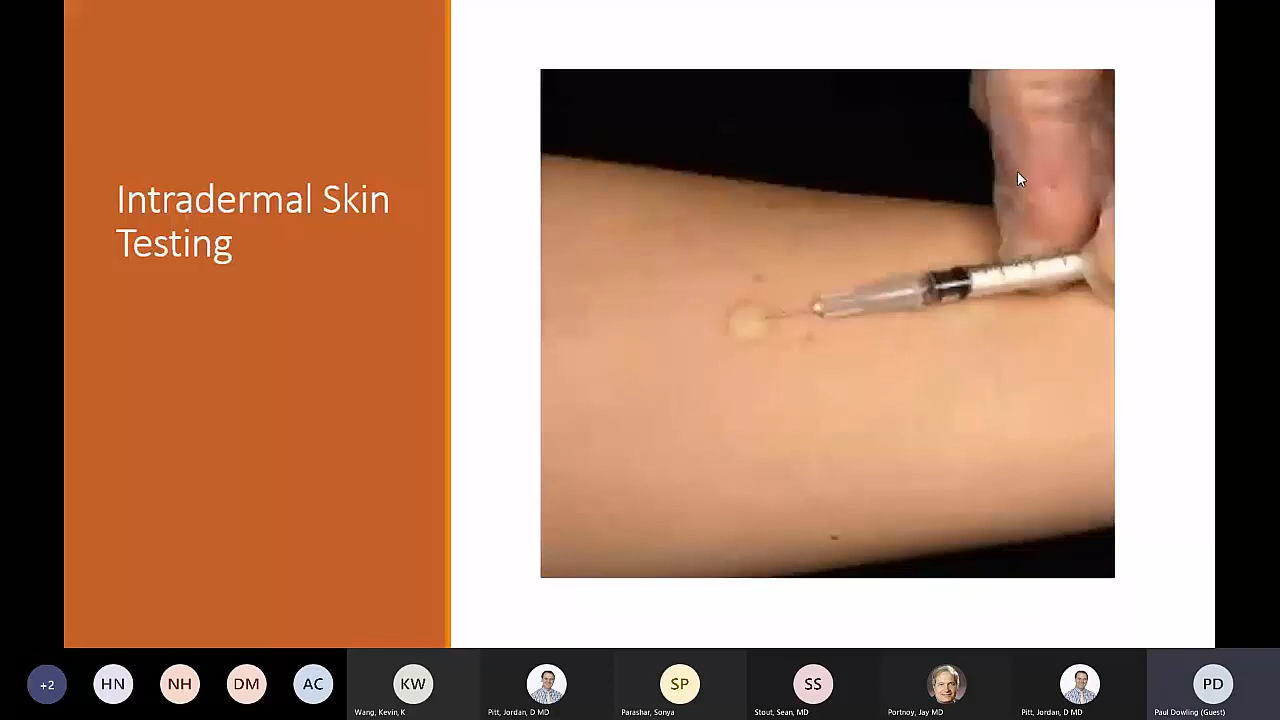 Intradermal Skin
Testing
+2
HN
NH
DM
AC
KW
SP
SS
PD
Wang, Kevin, K
Pitt, Jordan, D MD
Parashar, Sonya
Stout, Sean, MD
Portnoy, Jay MD
Pitt, Jordan, D MD
Paul Dowling (Guest)